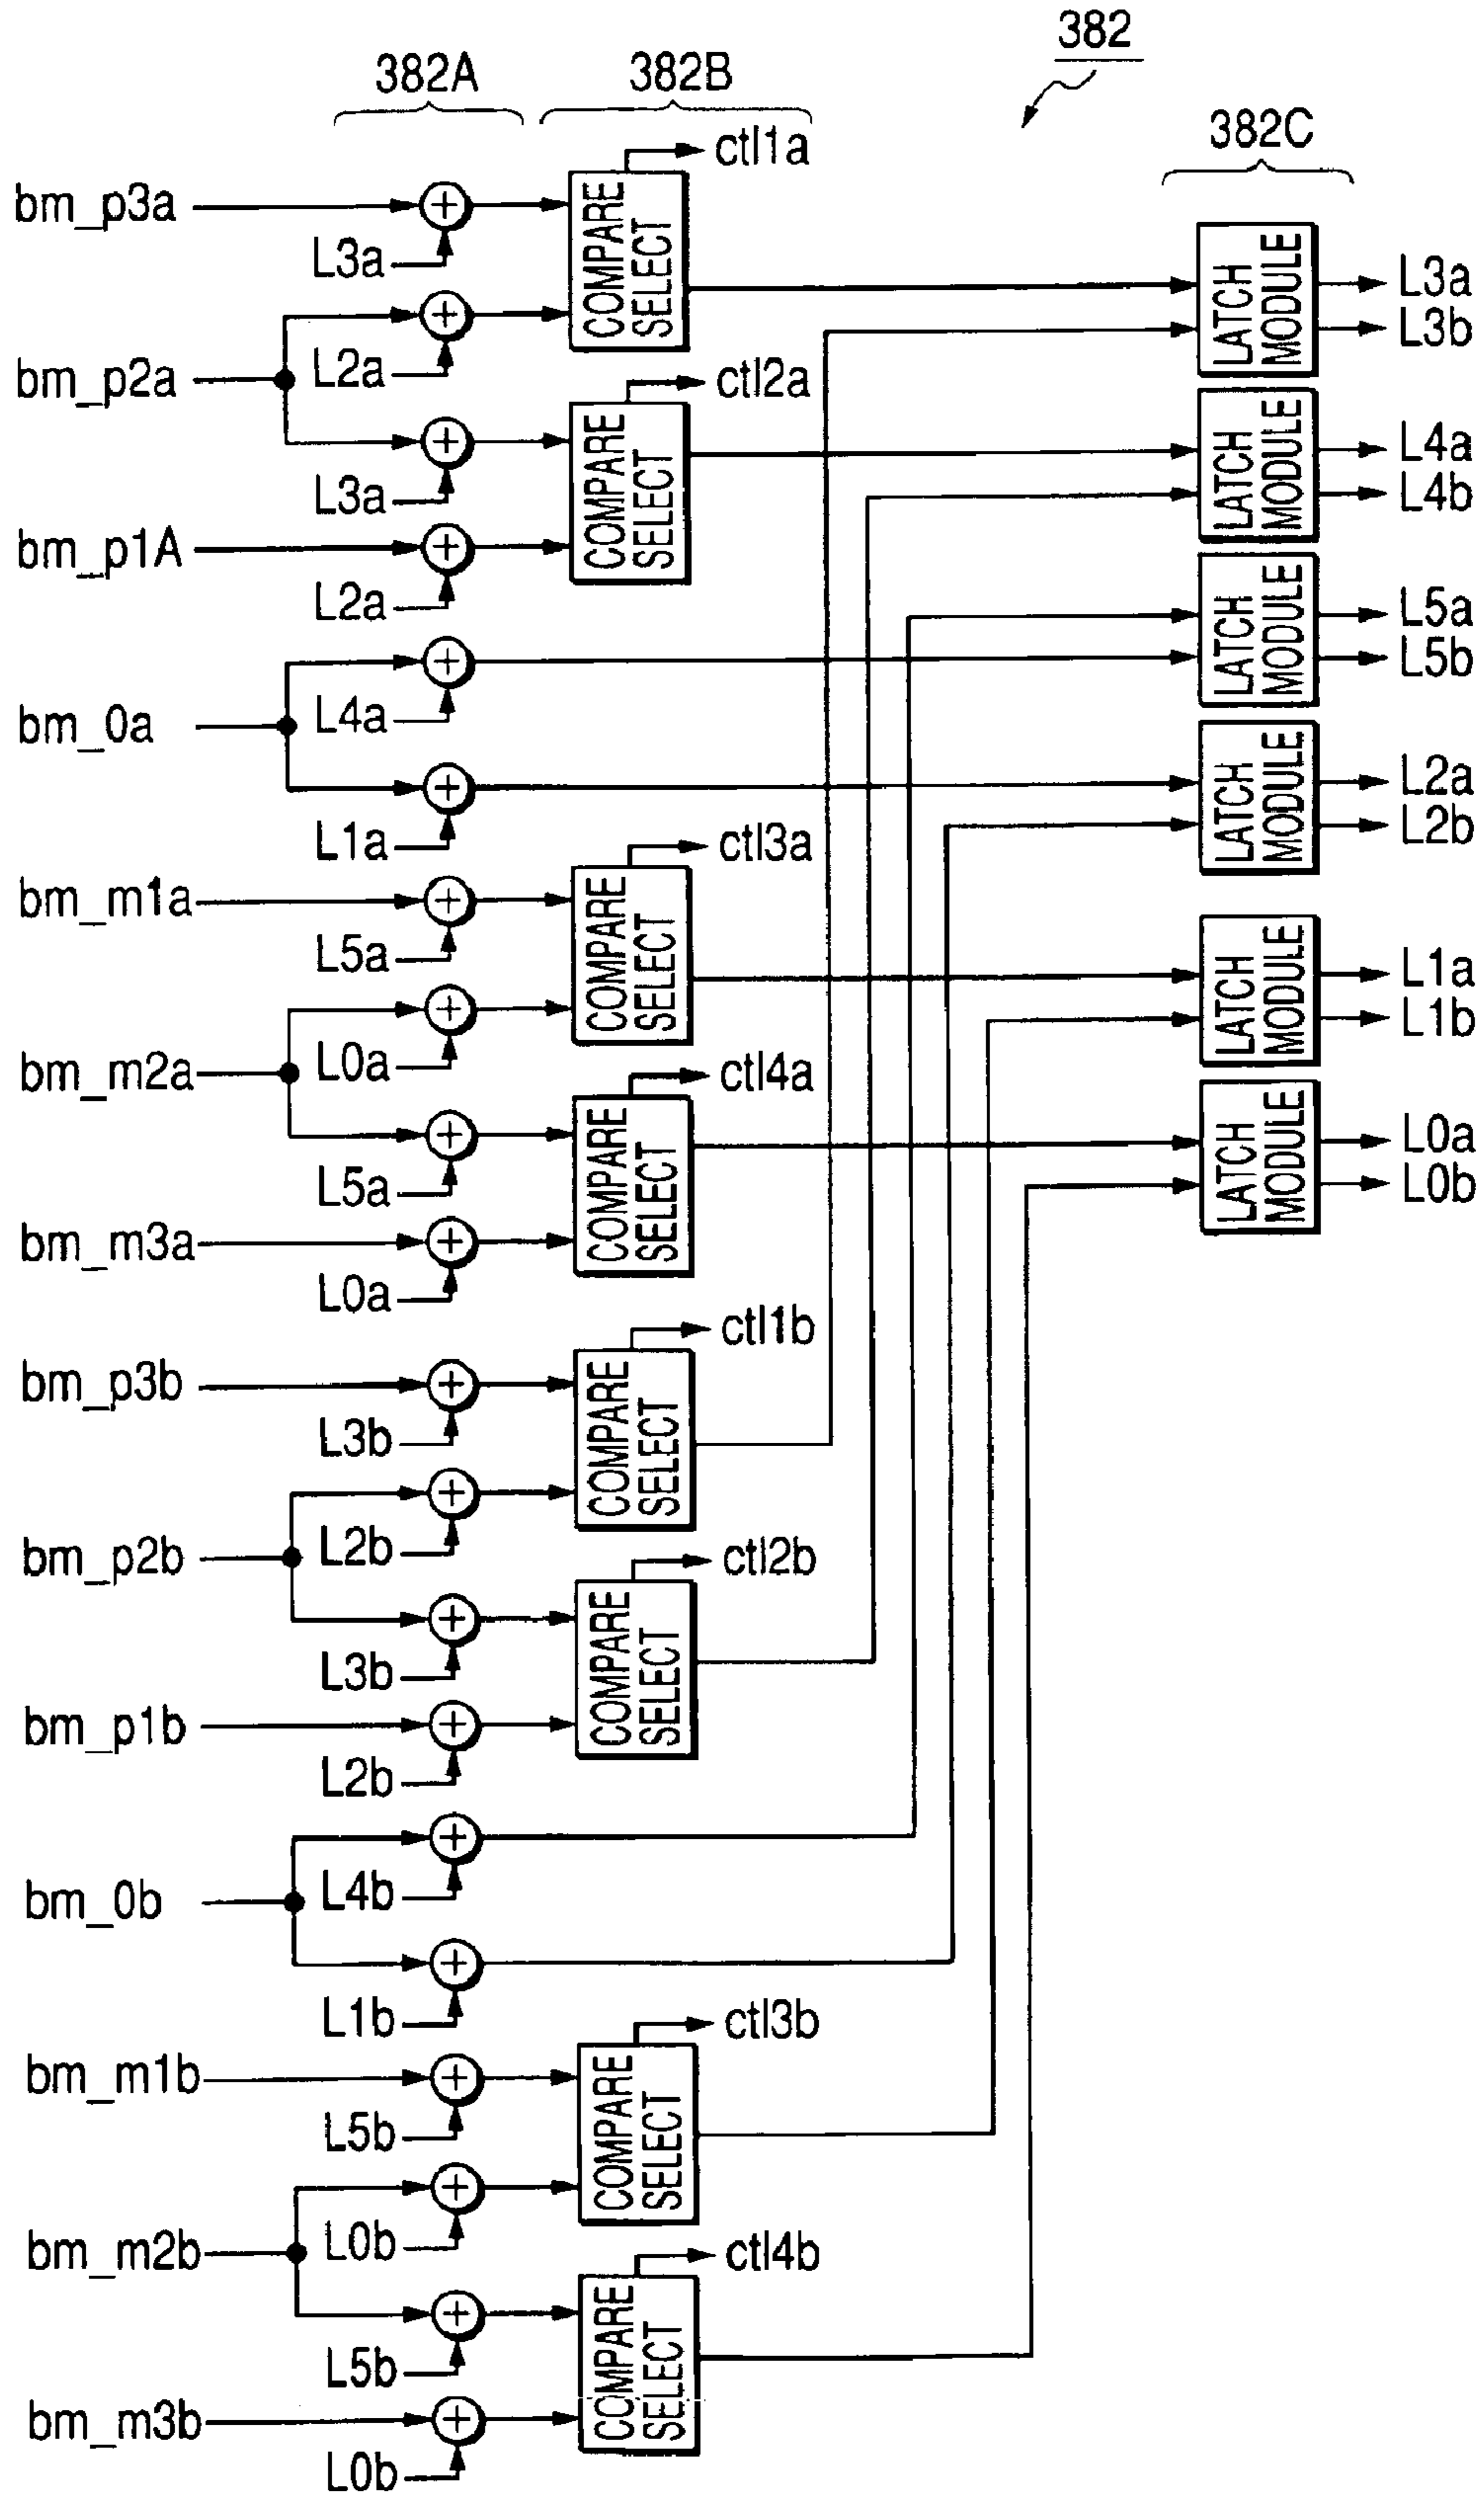 382
382A
382B
382C
ctl1a
bm_p3a
COMPARE
SELECT
L3a
LATCH
MODULE
L3a
L3b
L2a
bm_p2a
ctl2a
L3a
COMPARE
SELECT
LATCH
MODULE
L4a
L4b
bm_p1A
L2a
LATCH
MODULE
L5a
L5b
bm_0a
L4a
LATCH
MODULE
L2a
L2b
L1a
ctl3a
bm_m1a
COMPARE
SELECT
L5a
LATCH
MODULE
L1a
L1b
L0a
bm_m2a
ctl4a
COMPARE
SELECT
L5a
LATCH
MODULE
L0a
L0b
bm_m3a
L0a
ctl1b
bm_p3b
COMPARE
SELECT
L3b
L2b
bm_p2b
ctl2b
COMPARE
SELECT
L3b
bm_p1b
L2b
bm_0b
L4b
L1b
ctl3b
bm_m1b
COMPARE
SELECT
L5b
L0b
bm_m2b
ctl4b
COMPARE
SELECT
L5b
bm_m3b
L0b